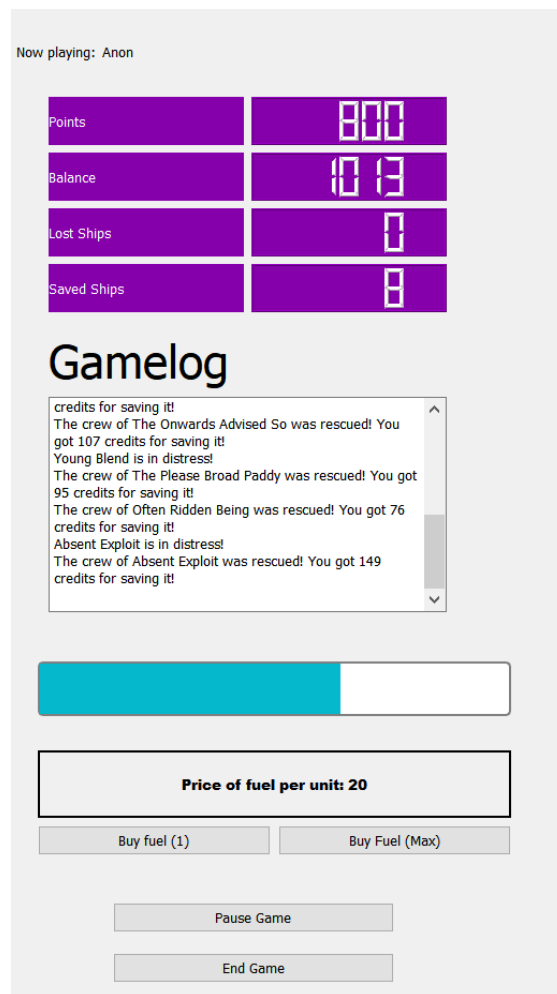 Now playing: Anon
Points 800
Balance 1013
Lost Ships 0
Saved Ships 8
Gamelog
credits for saving it!
The crew of The Onwards Advised So was rescued! You
got 107 credits for saving it!
Young Blend is in distress!
The crew of The Please Broad Paddy was rescued! You got
95 credits for saving it!
The crew of Often Ridden Being was rescued! You got 76
credits for saving it!
Absent Exploit is in distress!
The crew of Absent Exploit was rescued! You got 149
credits for saving it!
Price of fuel per unit: 20
Buy fuel (1) Buy Fuel (Max)
Pause Game
End Game